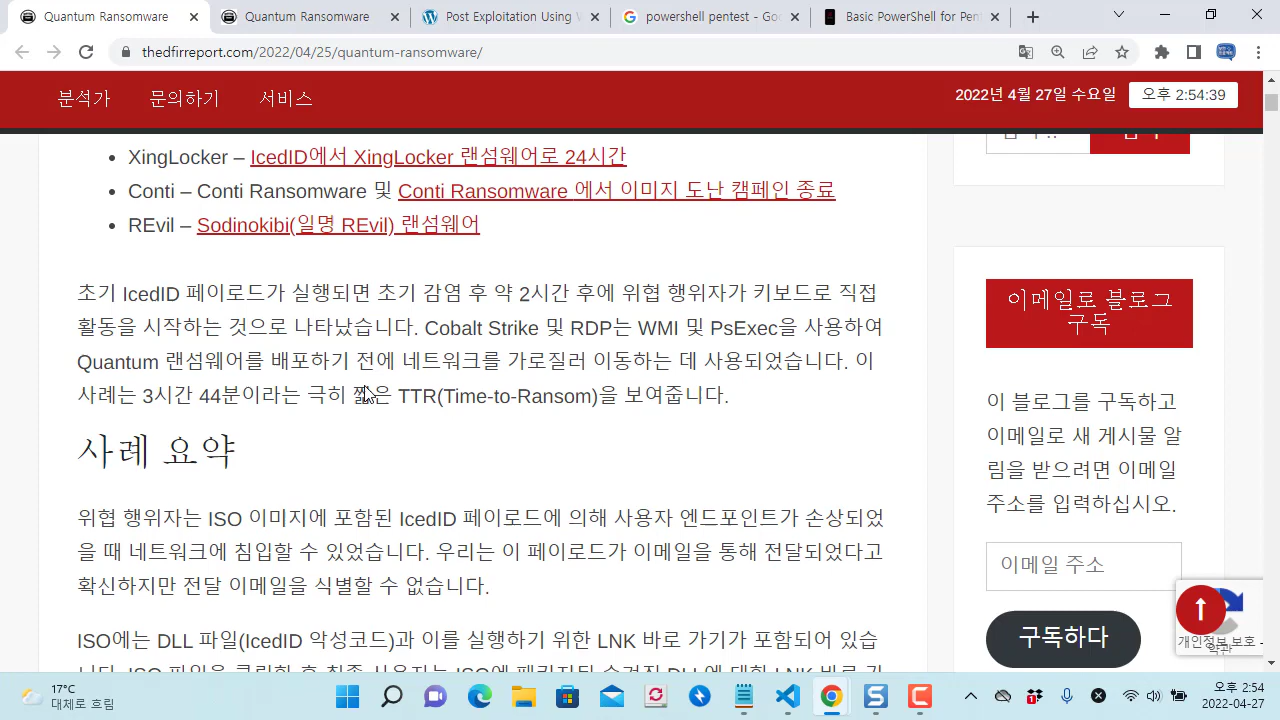 Quantum Ransomware
Quantum Ransomware
Post Exploitation Using W
powershell pentest - Goo
Basic PowerShell for Pent
thedfirreport.com/2022/04/25/quantum-ransomware/
분석가 문의하기 서비스
2022년 4월 27일 수요일 오후 2:54:39
XingLocker – IcedID에서 XingLocker 랜섬웨어로 24시간
Conti – Conti Ransomware 및 Conti Ransomware 에서 이미지 도난 캠페인 종료
REvil – Sodinokibi(일명 REvil) 랜섬웨어
초기 IcedID 페이로드가 실행되면 초기 감염 후 약 2시간 후에 위협 행위자가 키보드로 직접
활동을 시작하는 것으로 나타났습니다. Cobalt Strike 및 RDP는 WMI 및 PsExec을 사용하여
Quantum 랜섬웨어를 배포하기 전에 네트워크를 가로질러 이동하는 데 사용되었습니다. 이
사례는 3시간 44분이라는 극히 짧은 TTR(Time-to-Ransom)을 보여줍니다.
사례 요약
위협 행위자는 ISO 이미지에 포함된 IcedID 페이로드에 의해 사용자 엔드포인트가 손상되었
을 때 네트워크에 침입할 수 있었습니다. 우리는 이 페이로드가 이메일을 통해 전달되었다고
확신하지만 전달 이메일을 식별할 수 없습니다.
ISO에는 DLL 파일(IcedID 악성코드)과 이를 실행하기 위한 LNK 바로 가기가 포함되어 있습
이메일로 블로그
구독
이 블로그를 구독하고
이메일로 새 게시물 알
림을 받으려면 이메일
주소를 입력하십시오.
이메일 주소
구독하다
개인정보 보호 -
약관
17°C
대체로 흐림
오후 2:54
2022-04-27